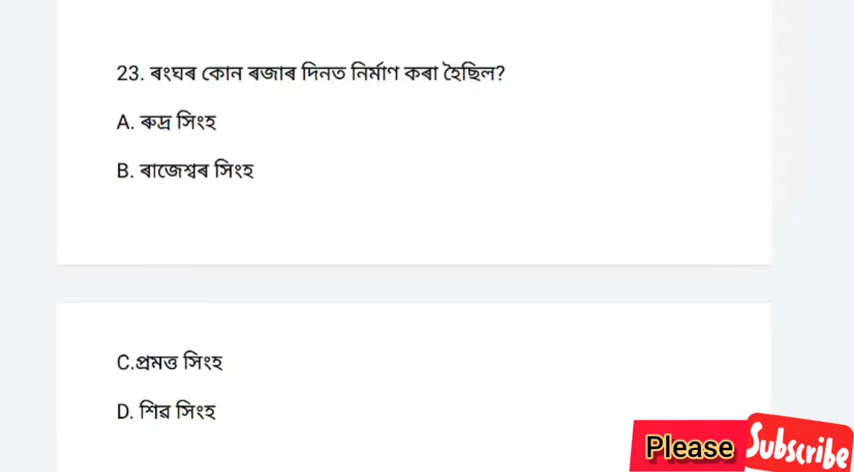 23. ৰংঘৰ কোন ৰজাৰ দিনত নিৰ্মাণ কৰা হৈছিল?
A. ৰুদ্ৰ সিংহ
B. ৰাজেশ্বৰ সিংহ
C.প্ৰমত্ত সিংহ
D. শিৱ সিংহ
Please Subscribe